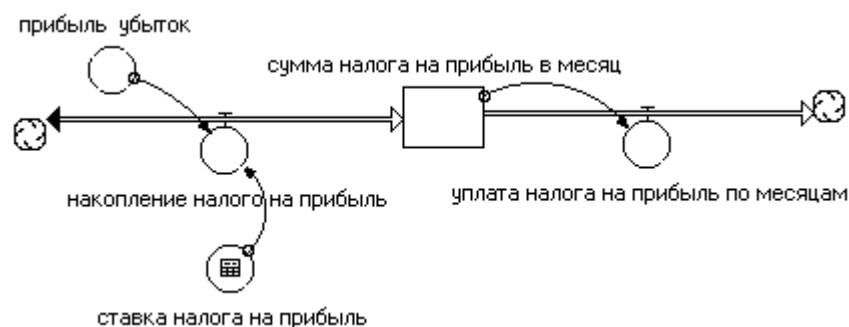 прибыль убыток
сумма налога на прибыль в месяц
накопление налого на прибыль
уплата налога на прибыль по месяцам
ставка налога на прибыль